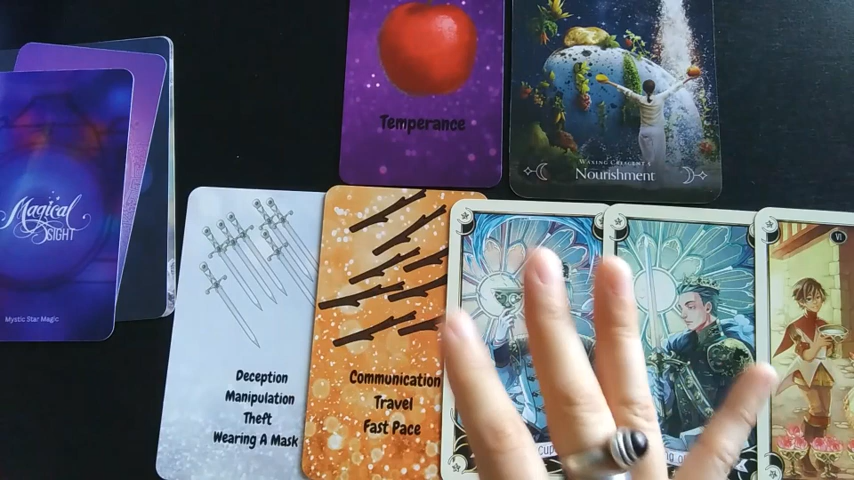 Temperance
WAXING CRESCENT 8
Nourishment
Magical
SIGHT
Mystic Star Magic
Deception
Manipulation
Theft
Wearing A Mask
Communication
Travel
Fast Pace
VI